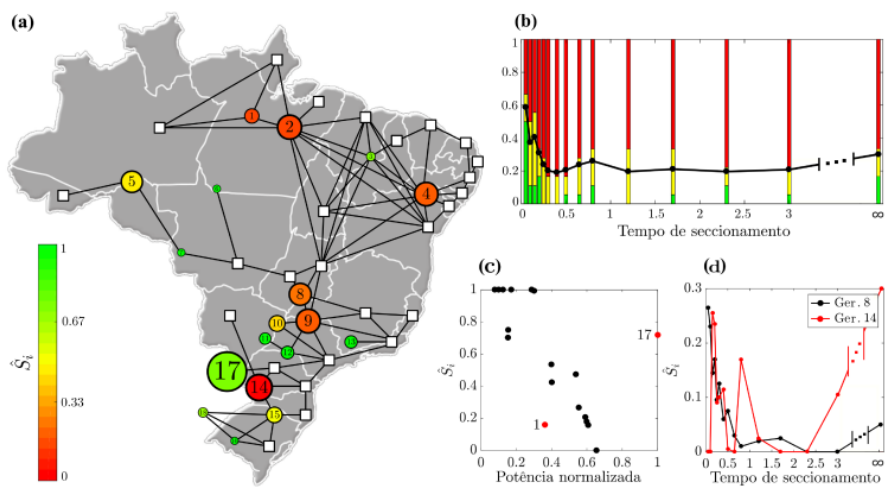 (a)
1
2
5
4
8
9
10
17
14
15
1
0.67
0.33
0
Ŝi
(b)
1
0.8
0.6
0.4
0.2
0
0 0.5 1 1.5 2 2.5 3 ∞
Tempo de seccionamento
(c)
1
0.8
0.6
0.4
0.2
0
Ŝi
17
1
0 0.2 0.4 0.6 0.8 1
Potência normalizada
(d)
Ger. 8
Ger. 14
0.3
0.2
0.1
0
Ŝi
0 0.5 1 1.5 2 2.5 3 ∞
Tempo de seccionamento